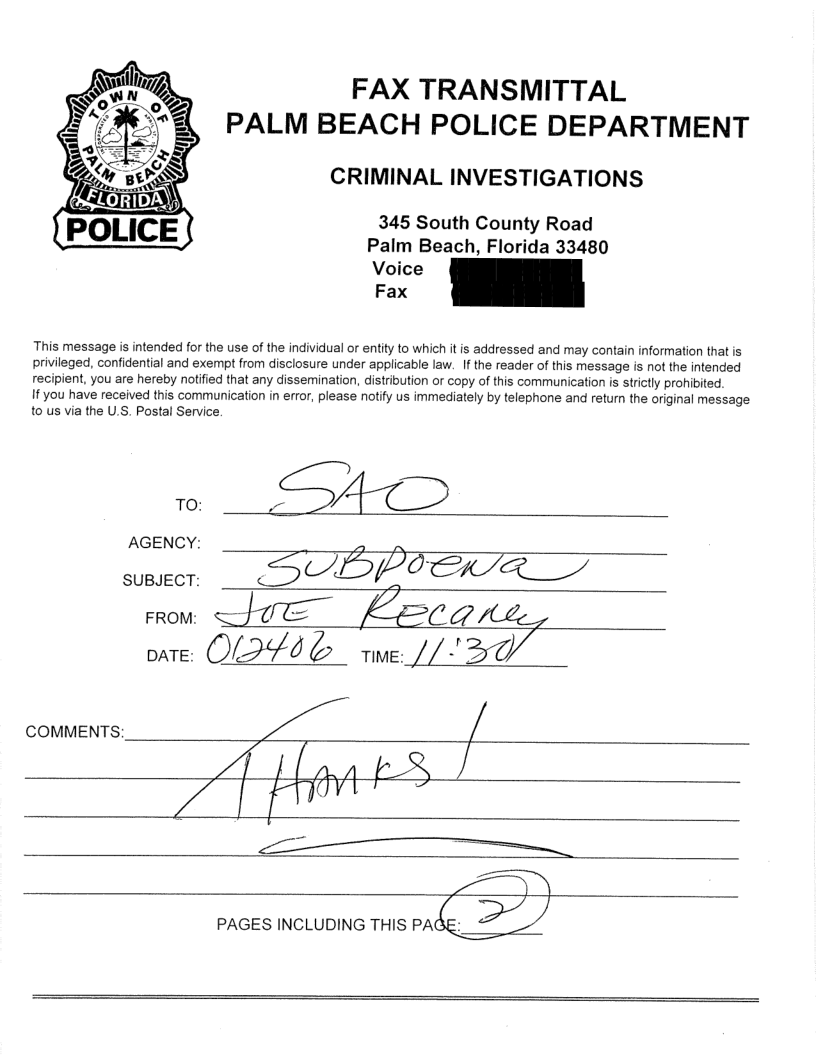 TOWN OF
PALM BEACH
FLORIDA
POLICE
FAX TRANSMITTAL
PALM BEACH POLICE DEPARTMENT
CRIMINAL INVESTIGATIONS
345 South County Road
Palm Beach, Florida 33480
Voice
Fax
This message is intended for the use of the individual or entity to which it is addressed and may contain information that is
privileged, confidential and exempt from disclosure under applicable law. If the reader of this message is not the intended
recipient, you are hereby notified that any dissemination, distribution or copy of this communication is strictly prohibited.
If you have received this communication in error, please notify us immediately by telephone and return the original message
to us via the U.S. Postal Service.
TO: SAO
AGENCY:
SUBJECT: SUBPOENA
FROM: JOE RECAREY
DATE: 012406 TIME: 11:30
COMMENTS:
THANKS!
PAGES INCLUDING THIS PAGE: 2